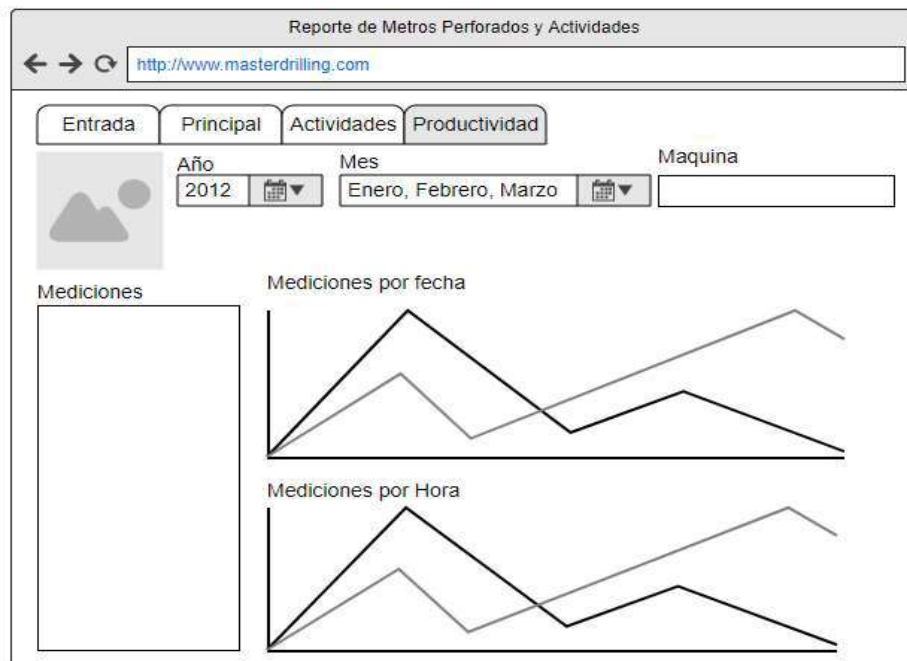 Reporte de Metros Perforados y Actividades
http://www.masterdrilling.com
Entrada Principal Actividades Productividad
Año Mes Maquina
2012 Enero, Febrero, Marzo
Mediciones
Mediciones por fecha
Mediciones por Hora